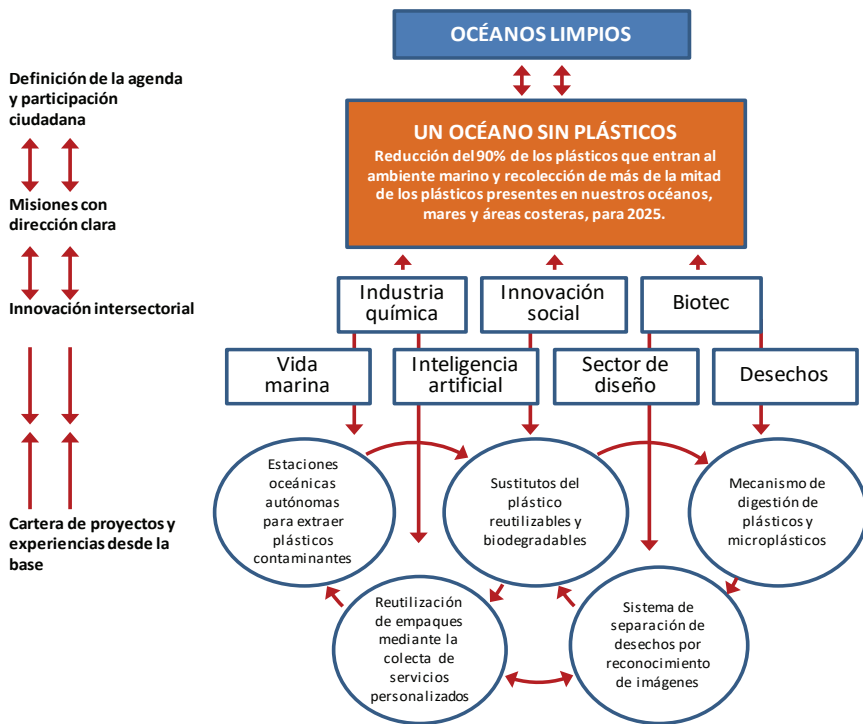 OCÉANOS LIMPIOS
Definición de la agenda
y participación
ciudadana
UN OCÉANO SIN PLÁSTICOS
Reducción del 90% de los plásticos que entran al
ambiente marino y recolección de más de la mitad
de los plásticos presentes en nuestros océanos,
mares y áreas costeras, para 2025.
Misiones con
dirección clara
Innovación intersectorial
Industria
química
Innovación
social
Biotec
Vida
marina
Inteligencia
artificial
Sector de
diseño
Desechos
Cartera de proyectos y
experiencias desde la
base
Estaciones
oceánicas
autónomas
para extraer
plásticos
contaminantes
Sustitutos del
plástico
reutilizables y
biodegradables
Mecanismo de
digestión de
plásticos y
microplásticos
Reutilización
de empaques
mediante la
colecta de
servicios
personalizados
Sistema de
separación de
desechos por
reconocimiento
de imágenes